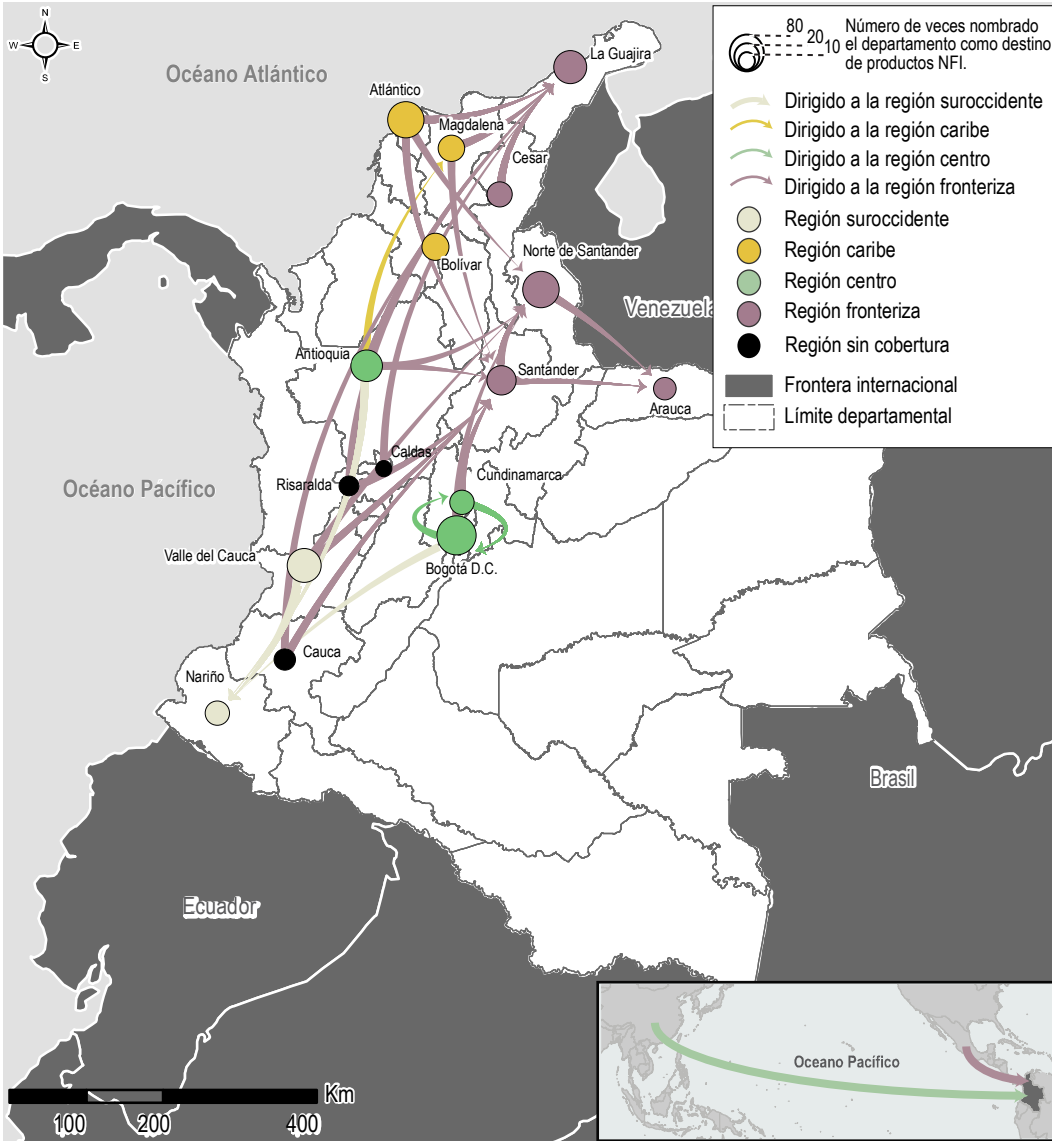 N
W
E
S
Océano Atlántico
La Guajira
Atlántico
Magdalena
Cesar
Bolívar
Norte de Santander
Venezuela
Antioquia
Santander
Arauca
Caldas
Risaralda
Cundinamarca
Océano Pacífico
Valle del Cauca
Bogotá D.C.
Cauca
Nariño
Brasil
Ecuador
80
20
10
Número de veces nombrado
el departamento como destino
de productos NFI.
Dirigido a la región suroccidente
Dirigido a la región caribe
Dirigido a la región centro
Dirigido a la región fronteriza
Región suroccidente
Región caribe
Región centro
Región fronteriza
Región sin cobertura
Frontera internacional
Límite departamental
Oceano Pacífico
Km
100
200
400